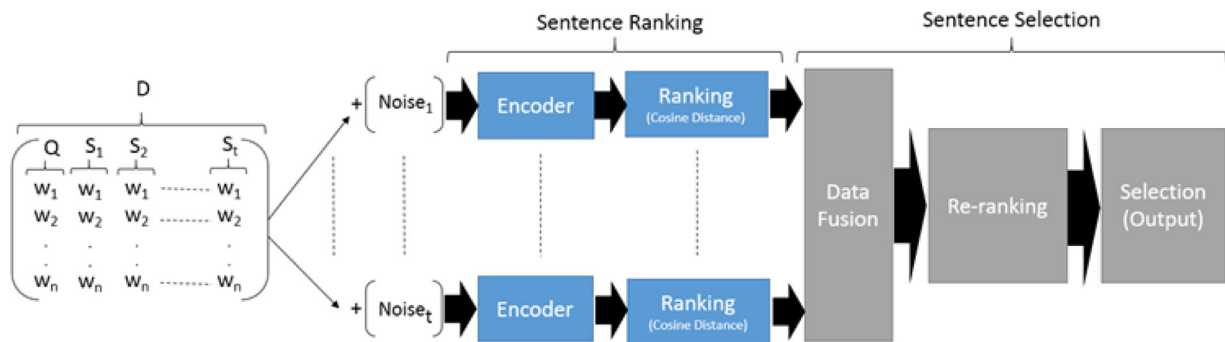 Sentence Ranking
Sentence Selection
D
Q S₁ S₂ Sₜ
w₁ w₁ w₁ w₁
w₂ w₂ w₂ w₂
. . . .
. . . .
wₙ wₙ wₙ wₙ
+ [Noise₁]
Encoder
Ranking
(Cosine Distance)
+ [Noiseₜ]
Encoder
Ranking
(Cosine Distance)
Data
Fusion
Re-ranking
Selection
(Output)